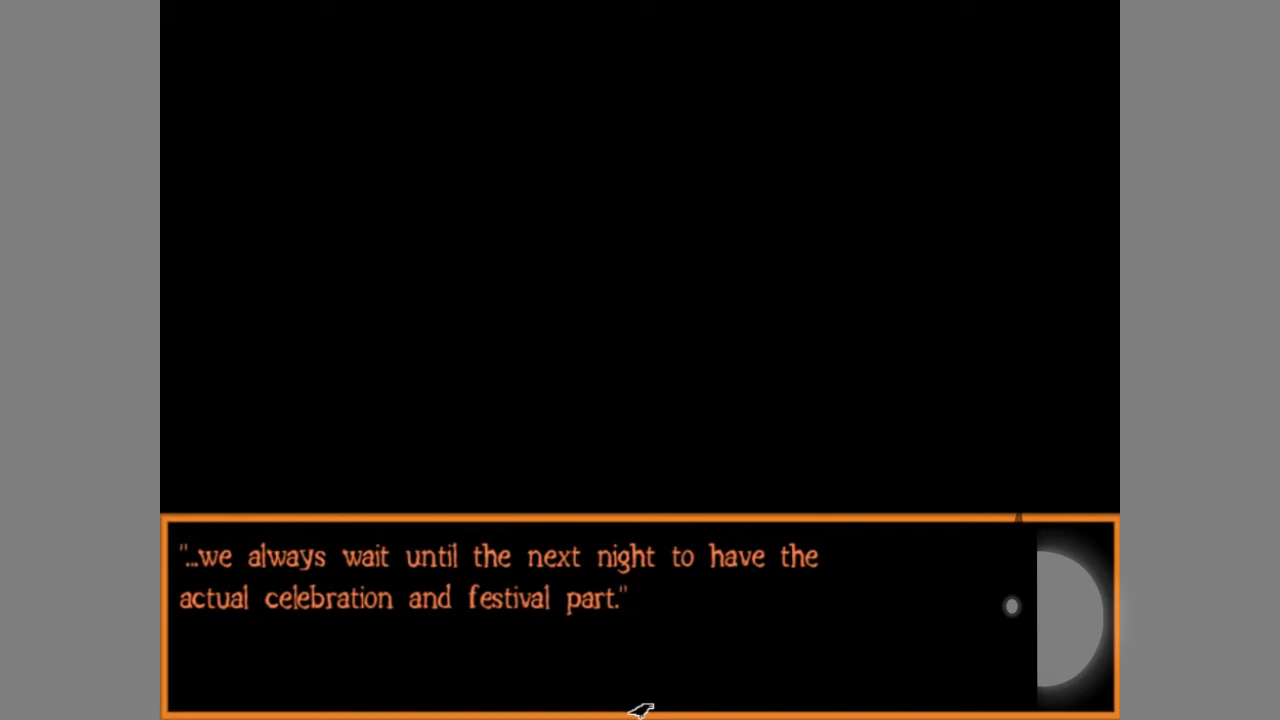 "...we always wait until the next night to have the
actual celebration and festival part."